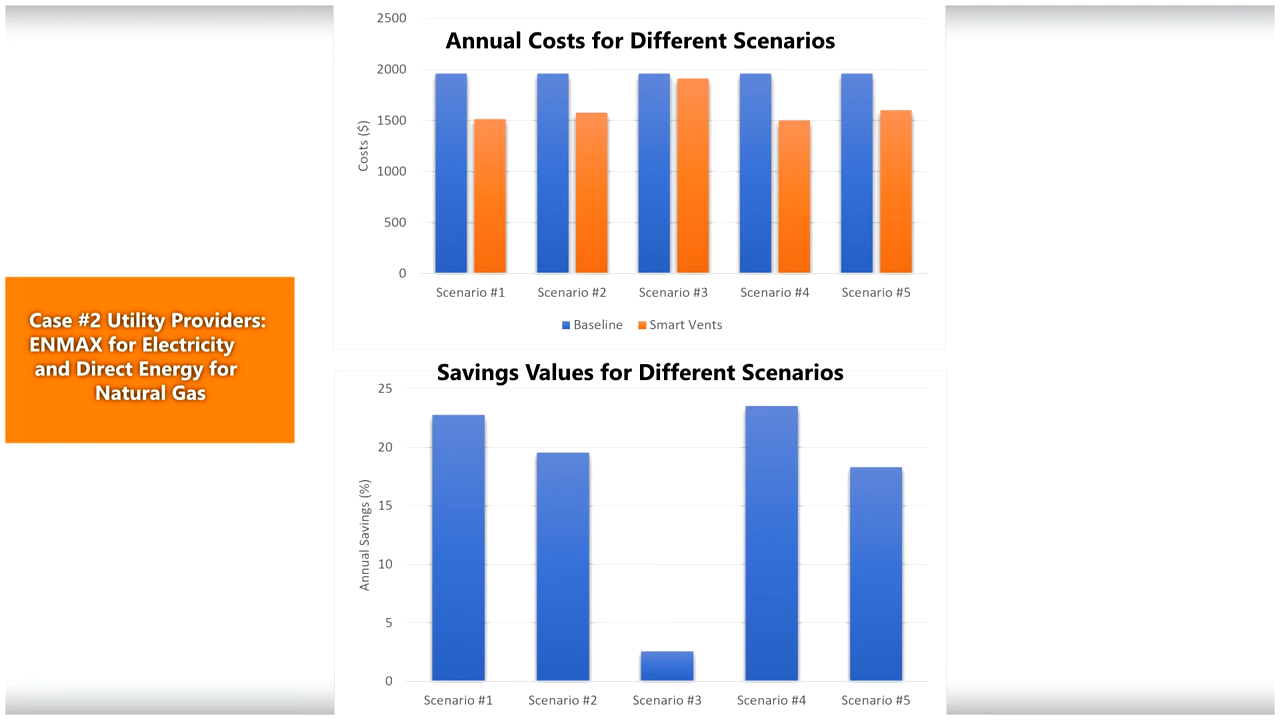 Annual Costs for Different Scenarios
2500
2000
1500
1000
500
0
Costs ($)
Scenario #1
Scenario #2
Scenario #3
Scenario #4
Scenario #5
Baseline
Smart Vents
Case #2 Utility Providers:
ENMAX for Electricity
and Direct Energy for
Natural Gas
Savings Values for Different Scenarios
25
20
15
10
5
0
Annual Savings (%)
Scenario #1
Scenario #2
Scenario #3
Scenario #4
Scenario #5